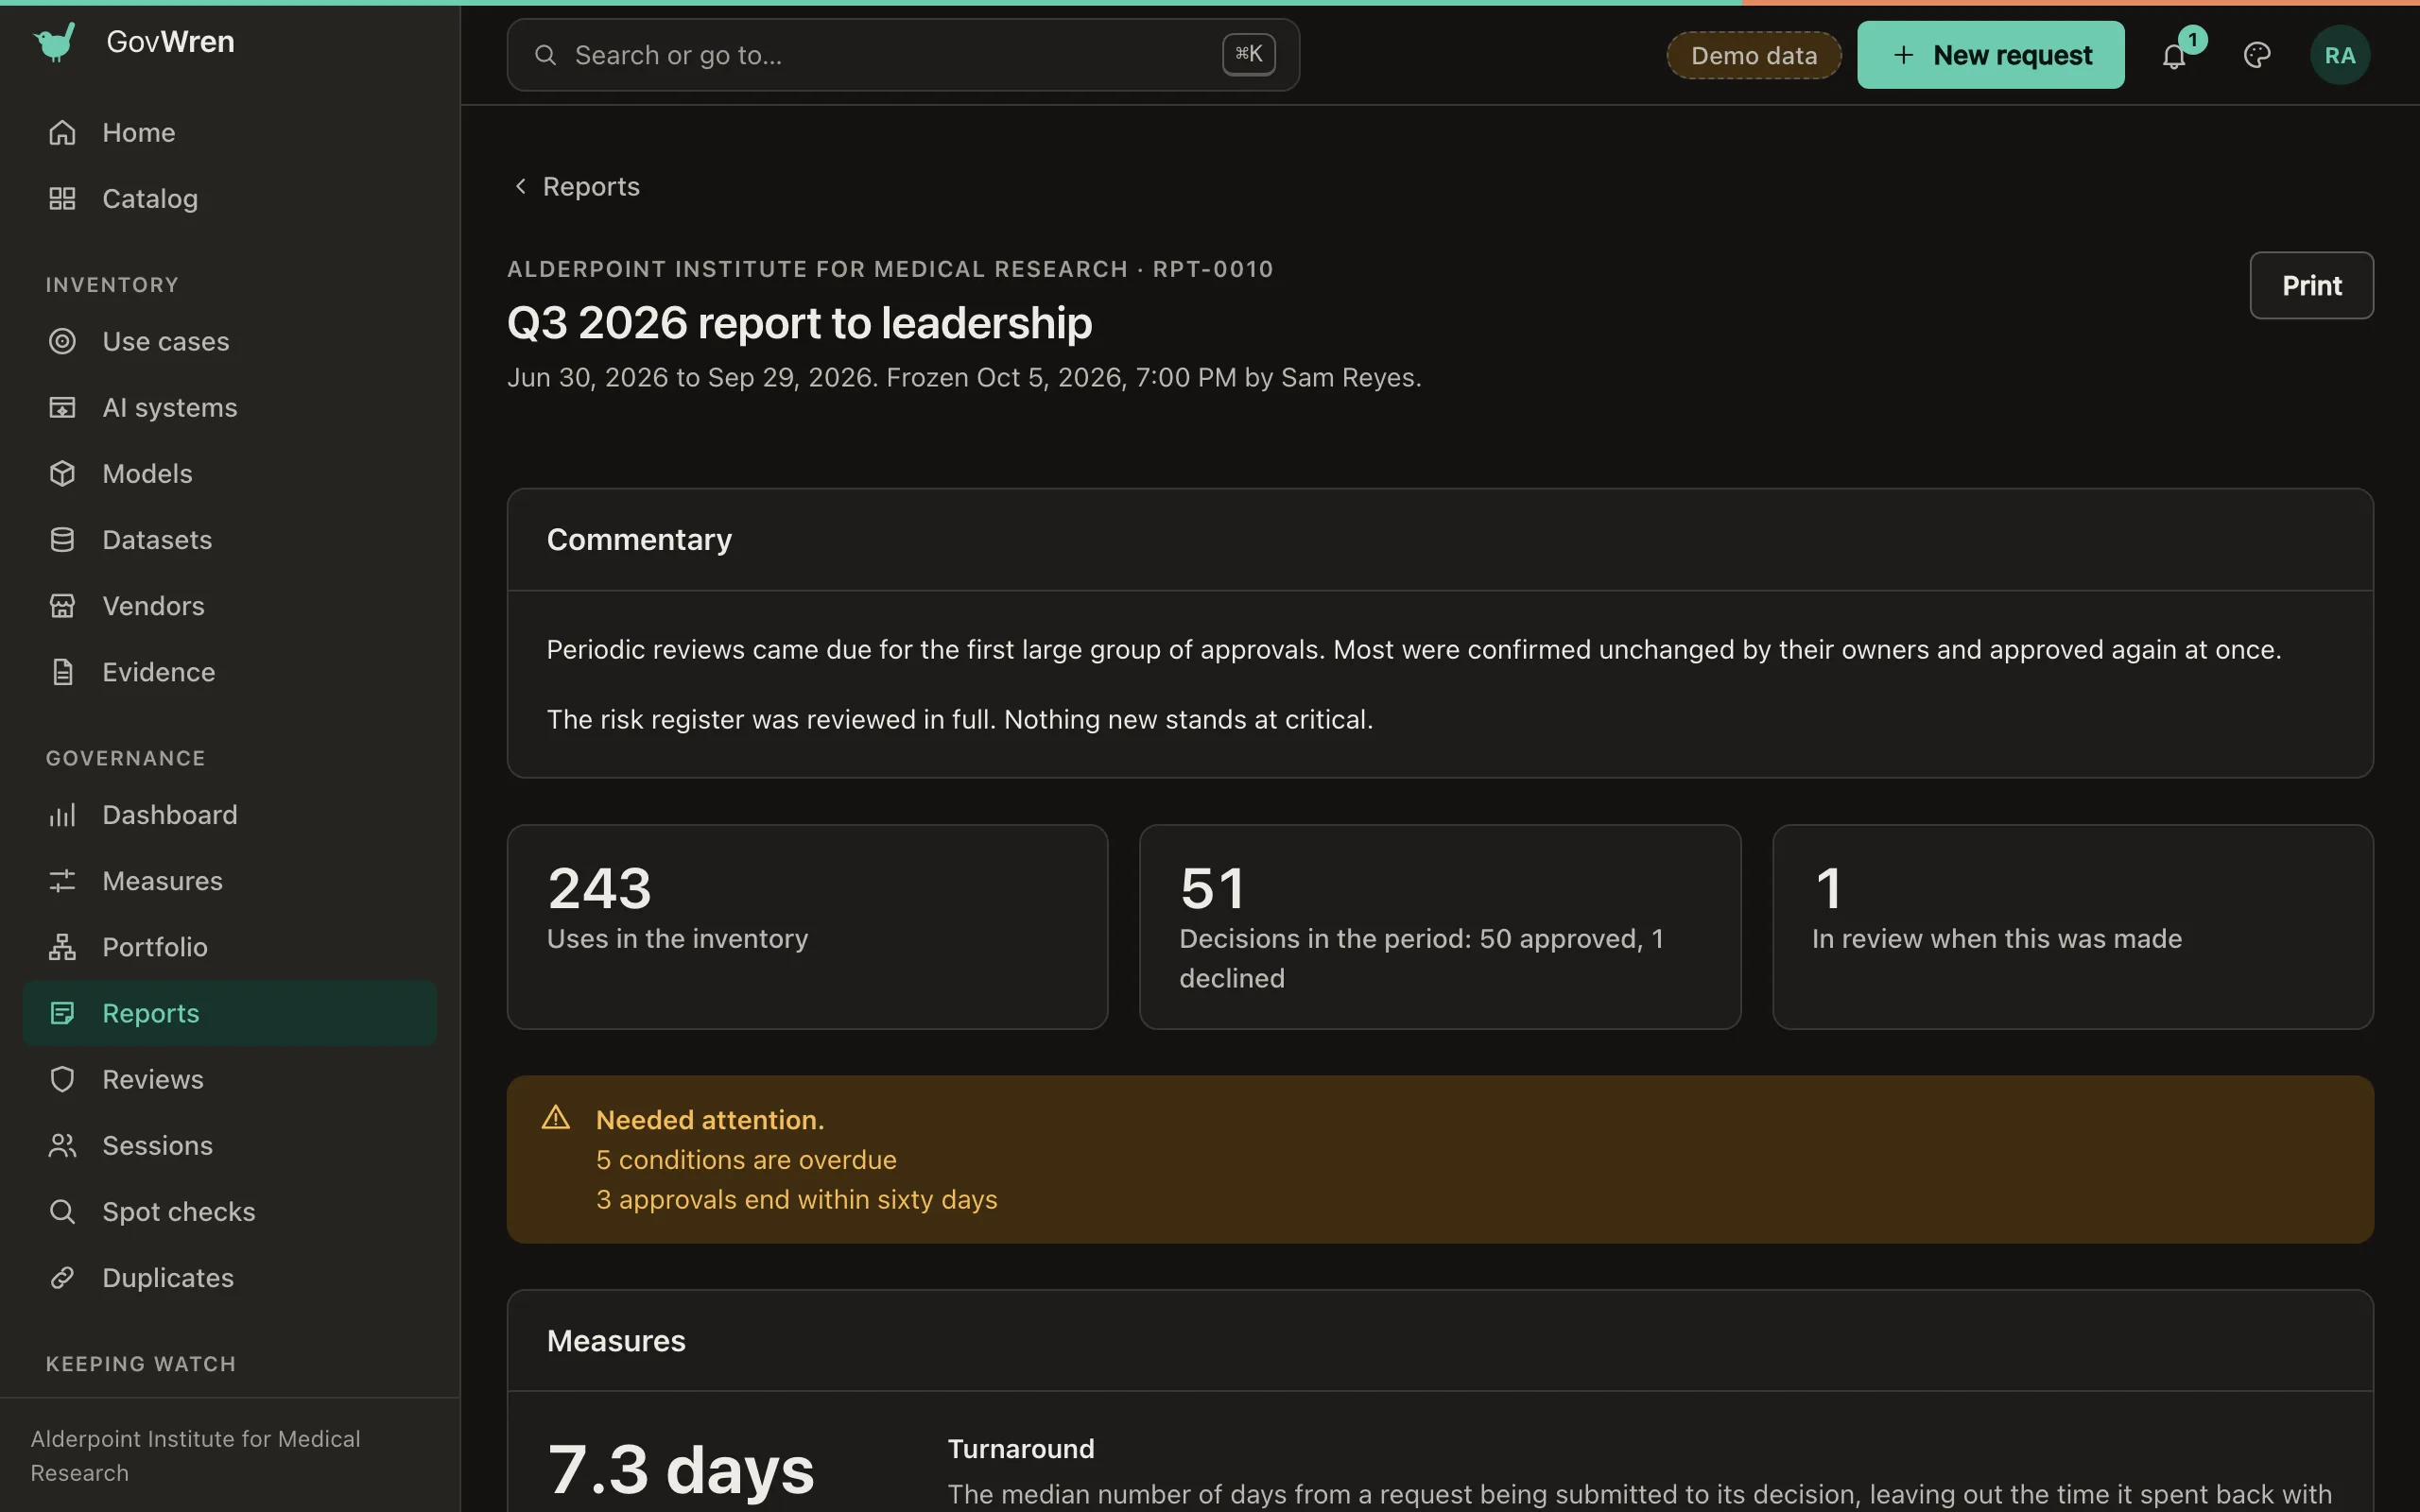 GovWren
Search or go to...
⌘K
Demo data
+ New request
1
RA
Home
Catalog
INVENTORY
Use cases
AI systems
Models
Datasets
Vendors
Evidence
GOVERNANCE
Dashboard
Measures
Portfolio
Reports
Reviews
Sessions
Spot checks
Duplicates
KEEPING WATCH
Alderpoint Institute for Medical
Research
Reports
ALDERPOINT INSTITUTE FOR MEDICAL RESEARCH · RPT-0010
Q3 2026 report to leadership
Jun 30, 2026 to Sep 29, 2026. Frozen Oct 5, 2026, 7:00 PM by Sam Reyes.
Print
Commentary
Periodic reviews came due for the first large group of approvals. Most were confirmed unchanged by their owners and approved again at once.
The risk register was reviewed in full. Nothing new stands at critical.
243
Uses in the inventory
51
Decisions in the period: 50 approved, 1
declined
1
In review when this was made
Needed attention.
5 conditions are overdue
3 approvals end within sixty days
Measures
7.3 days
Turnaround
The median number of days from a request being submitted to its decision, leaving out the time it spent back with